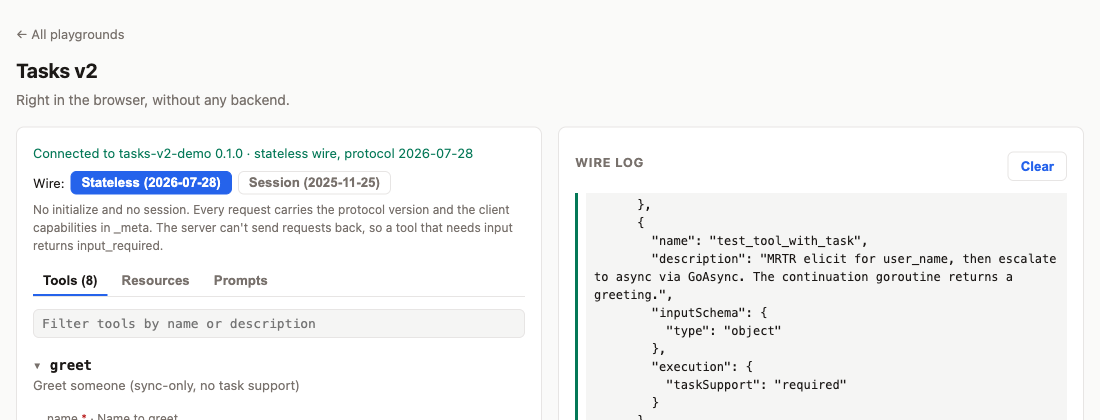 ← All playgrounds
Tasks v2
Right in the browser, without any backend.
Connected to tasks-v2-demo 0.1.0 · stateless wire, protocol 2026-07-28
Wire: Stateless (2026-07-28) Session (2025-11-25)
No initialize and no session. Every request carries the protocol version and the client
capabilities in _meta. The server can't send requests back, so a tool that needs input
returns input_required.
Tools (8) Resources Prompts
Filter tools by name or description
▾ greet
Greet someone (sync-only, no task support)
name * · Name to greet
WIRE LOG
Clear
},
{
"name": "test_tool_with_task",
"description": "MRTR elicit for user_name, then escalate
to async via GoAsync. The continuation goroutine returns a
greeting.",
"inputSchema": {
"type": "object"
},
"execution": {
"taskSupport": "required"
}
}